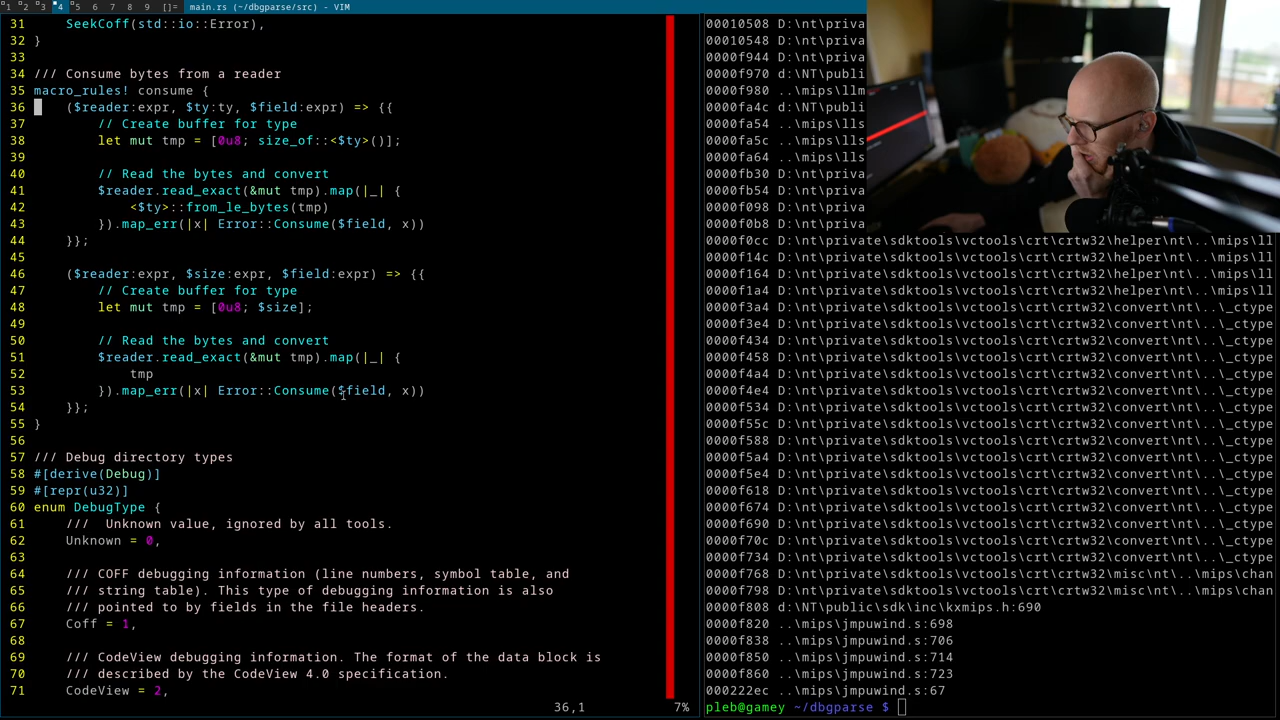 1 2 3 4 5 6 7 8 9 []= main.rs (~/dbgparse/src) - VIM
31     SeekCoff(std::io::Error),
32 }
33
34 /// Consume bytes from a reader
35 macro_rules! consume {
36     ($reader:expr, $ty:ty, $field:expr) => {{
37         // Create buffer for type
38         let mut tmp = [0u8; size_of::<$ty>()];
39
40         // Read the bytes and convert
41         $reader.read_exact(&mut tmp).map(|_| {
42             <$ty>::from_le_bytes(tmp)
43         }).map_err(|x| Error::Consume($field, x))
44     }};
45
46     ($reader:expr, $size:expr, $field:expr) => {{
47         // Create buffer for type
48         let mut tmp = [0u8; $size];
49
50         // Read the bytes and convert
51         $reader.read_exact(&mut tmp).map(|_| {
52             tmp
53         }).map_err(|x| Error::Consume($field, x))
54     }};
55 }
56
57 /// Debug directory types
58 #[derive(Debug)]
59 #[repr(u32)]
60 enum DebugType {
61     ///  Unknown value, ignored by all tools.
62     Unknown = 0,
63
64     /// COFF debugging information (line numbers, symbol table, and
65     /// string table). This type of debugging information is also
66     /// pointed to by fields in the file headers.
67     Coff = 1,
68
69     /// CodeView debugging information. The format of the data block is
70     /// described by the CodeView 4.0 specification.
71     CodeView = 2,
36,1 7%
00010508 D:\nt\priva
00010548 D:\nt\priva
0000f944 D:\nt\priva
0000f970 d:\NT\publi
0000f980 ..\mips\llm
0000fa4c d:\NT\publi
0000fa54 ..\mips\lls
0000fa5c ..\mips\lls
0000fa64 ..\mips\lls
0000fb30 D:\nt\priva
0000fb54 D:\nt\priva
0000f098 D:\nt\priva
0000f0b8 D:\nt\priva
0000f0cc D:\nt\private\sdktools\vctools\crt\crtw32\helper\nt\..\mips\ll
0000f14c D:\nt\private\sdktools\vctools\crt\crtw32\helper\nt\..\mips\ll
0000f164 D:\nt\private\sdktools\vctools\crt\crtw32\helper\nt\..\mips\ll
0000f1a4 D:\nt\private\sdktools\vctools\crt\crtw32\helper\nt\..\mips\ll
0000f3a4 D:\nt\private\sdktools\vctools\crt\crtw32\convert\nt\..\_ctype
0000f3e4 D:\nt\private\sdktools\vctools\crt\crtw32\convert\nt\..\_ctype
0000f434 D:\nt\private\sdktools\vctools\crt\crtw32\convert\nt\..\_ctype
0000f458 D:\nt\private\sdktools\vctools\crt\crtw32\convert\nt\..\_ctype
0000f4a4 D:\nt\private\sdktools\vctools\crt\crtw32\convert\nt\..\_ctype
0000f4e4 D:\nt\private\sdktools\vctools\crt\crtw32\convert\nt\..\_ctype
0000f534 D:\nt\private\sdktools\vctools\crt\crtw32\convert\nt\..\_ctype
0000f55c D:\nt\private\sdktools\vctools\crt\crtw32\convert\nt\..\_ctype
0000f588 D:\nt\private\sdktools\vctools\crt\crtw32\convert\nt\..\_ctype
0000f5a4 D:\nt\private\sdktools\vctools\crt\crtw32\convert\nt\..\_ctype
0000f5e4 D:\nt\private\sdktools\vctools\crt\crtw32\convert\nt\..\_ctype
0000f618 D:\nt\private\sdktools\vctools\crt\crtw32\convert\nt\..\_ctype
0000f674 D:\nt\private\sdktools\vctools\crt\crtw32\convert\nt\..\_ctype
0000f690 D:\nt\private\sdktools\vctools\crt\crtw32\convert\nt\..\_ctype
0000f70c D:\nt\private\sdktools\vctools\crt\crtw32\convert\nt\..\_ctype
0000f734 D:\nt\private\sdktools\vctools\crt\crtw32\convert\nt\..\_ctype
0000f768 D:\nt\private\sdktools\vctools\crt\crtw32\misc\nt\..\mips\chan
0000f798 D:\nt\private\sdktools\vctools\crt\crtw32\misc\nt\..\mips\chan
0000f808 d:\NT\public\sdk\inc\kxmips.h:690
0000f820 ..\mips\jmpuwind.s:698
0000f838 ..\mips\jmpuwind.s:706
0000f850 ..\mips\jmpuwind.s:714
0000f860 ..\mips\jmpuwind.s:723
000222ec ..\mips\jmpuwind.s:67
pleb@gamey ~/dbgparse $